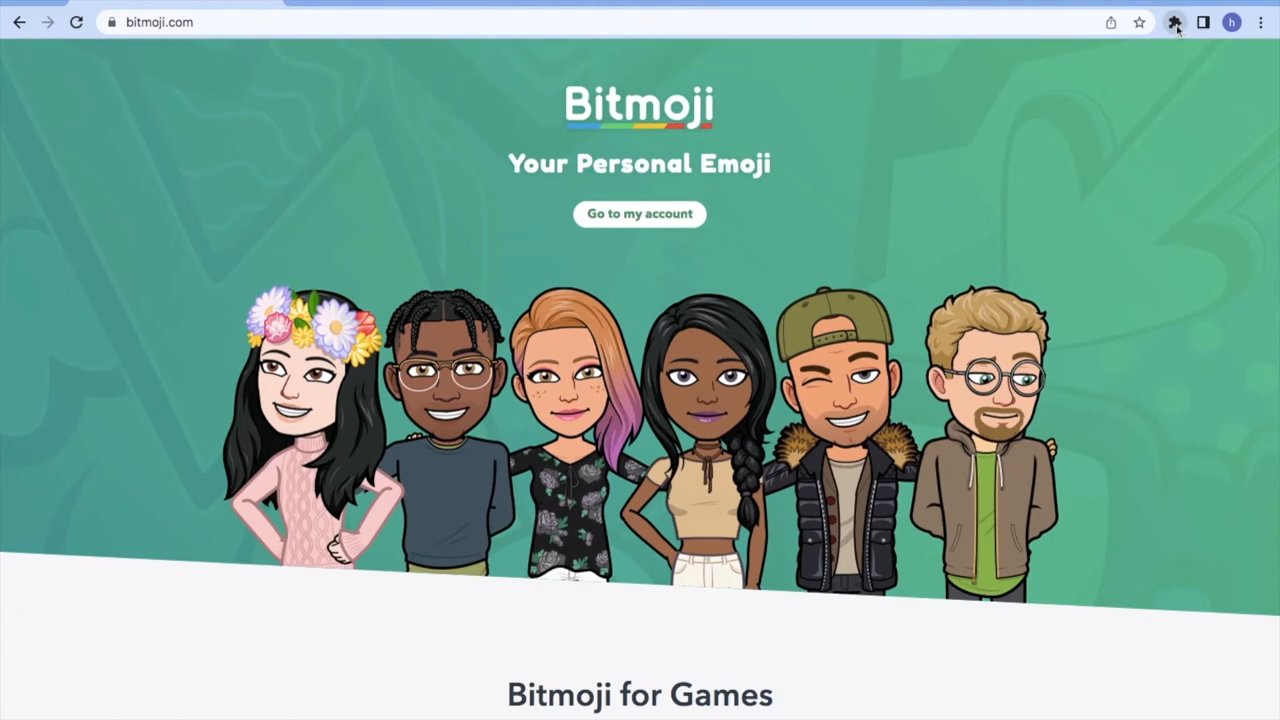 bitmoji.com
h
Bitmoji
Your Personal Emoji
Go to my account
Bitmoji for Games